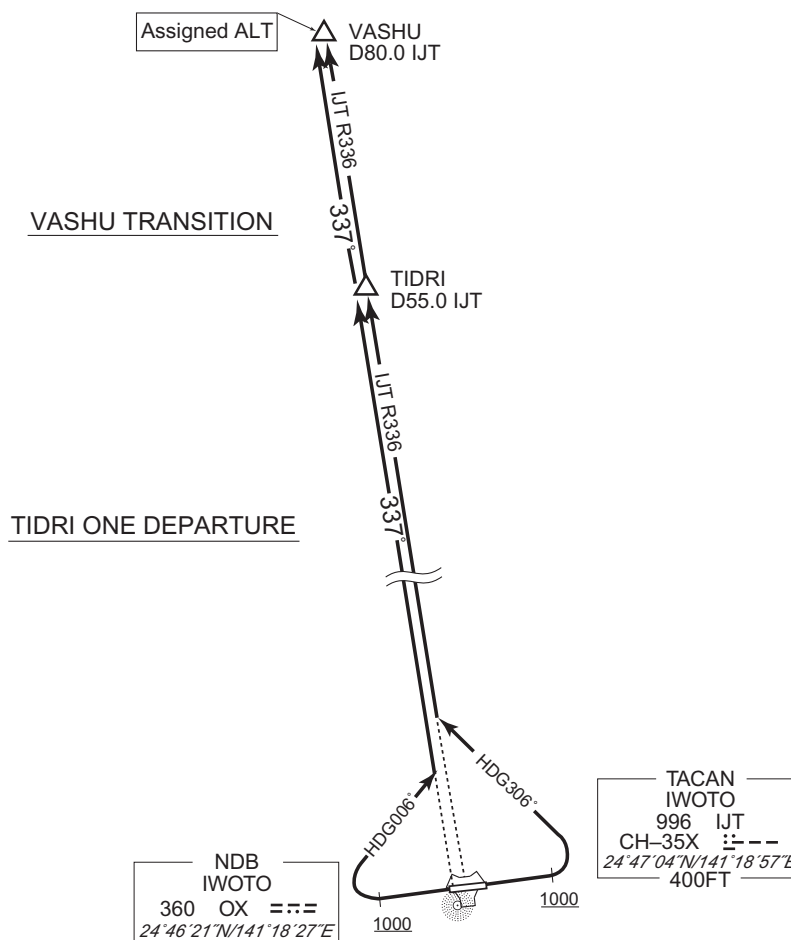 Assigned ALT
VASHU
D80.0 IJT
IJT R336
337°
VASHU TRANSITION
TIDRI
D55.0 IJT
IJT R336
337°
TIDRI ONE DEPARTURE
HDG006°
HDG306°
1000
1000
NDB
IWOTO
360 OX
24°46′21″N/141°18′27″E
TACAN
IWOTO
996 IJT
CH–35X
24°47′04″N/141°18′57″E
400FT